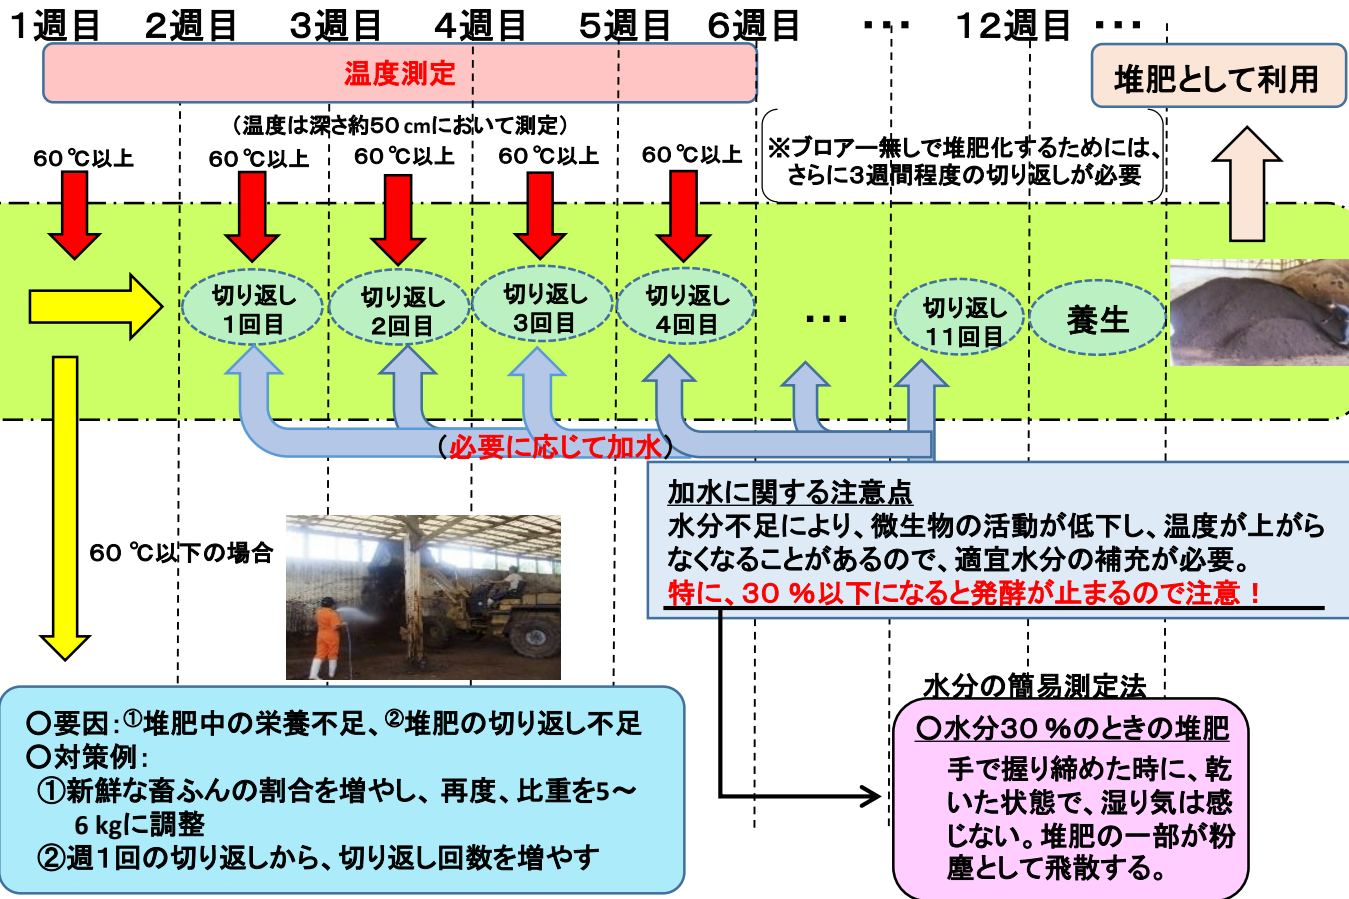 １週目　２週目　３週目　４週目　５週目　６週目　・・・　１２週目　・・・
温度測定
堆肥として利用
（温度は深さ約５０ cmにおいて測定）
６０ ℃以上
６０ ℃以上
６０ ℃以上
６０ ℃以上
６０ ℃以上
※ブロアー無しで堆肥化するためには、
さらに３週間程度の切り返しが必要
切り返し
１回目
切り返し
２回目
切り返し
３回目
切り返し
４回目
・・・
切り返し
１１回目
養生
（必要に応じて加水）
加水に関する注意点
水分不足により、微生物の活動が低下し、温度が上がら
なくなることがあるので、適宜水分の補充が必要。
特に、３０ ％以下になると発酵が止まるので注意！
６０ ℃以下の場合
〇要因：①堆肥中の栄養不足、②堆肥の切り返し不足
〇対策例：
①新鮮な畜ふんの割合を増やし、再度、比重を5～
6 kgに調整
②週１回の切り返しから、切り返し回数を増やす
水分の簡易測定法
〇水分３０ ％のときの堆肥
手で握り締めた時に、乾
いた状態で、湿り気は感
じない。堆肥の一部が粉
塵として飛散する。